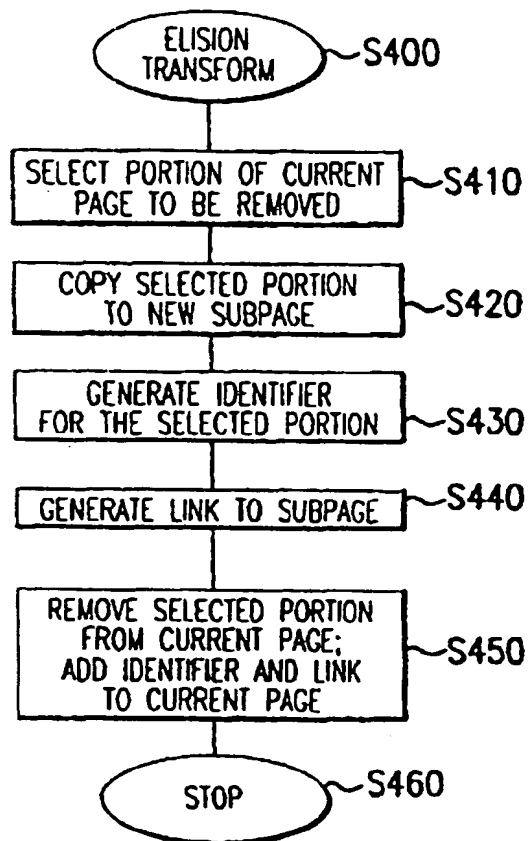 ELISION
TRANSFORM
S400
SELECT PORTION OF CURRENT
PAGE TO BE REMOVED
S410
COPY SELECTED PORTION
TO NEW SUBPAGE
S420
GENERATE IDENTIFIER
FOR THE SELECTED PORTION
S430
GENERATE LINK TO SUBPAGE
S440
REMOVE SELECTED PORTION
FROM CURRENT PAGE;
ADD IDENTIFIER AND LINK
TO CURRENT PAGE
S450
STOP
S460